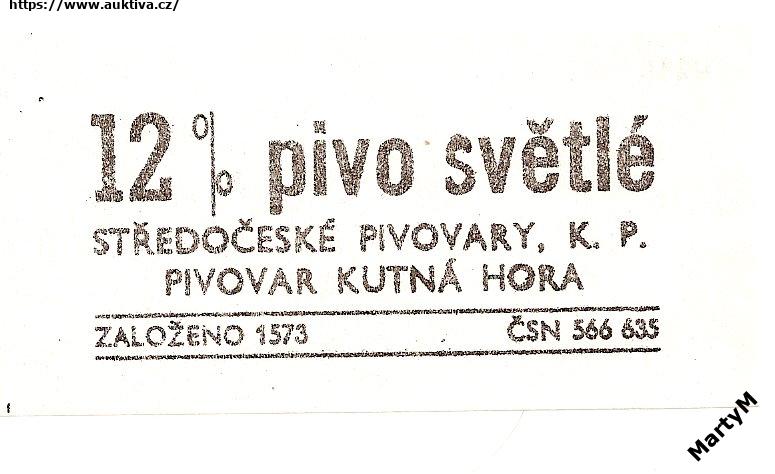 https://www.auktiva.cz/
12% pivo světlé
STŘEDOČESKÉ PIVOVARY, K. P.
PIVOVAR KUTNÁ HORA
ZALOŽENO 1573 ČSN 566 635
MartyM